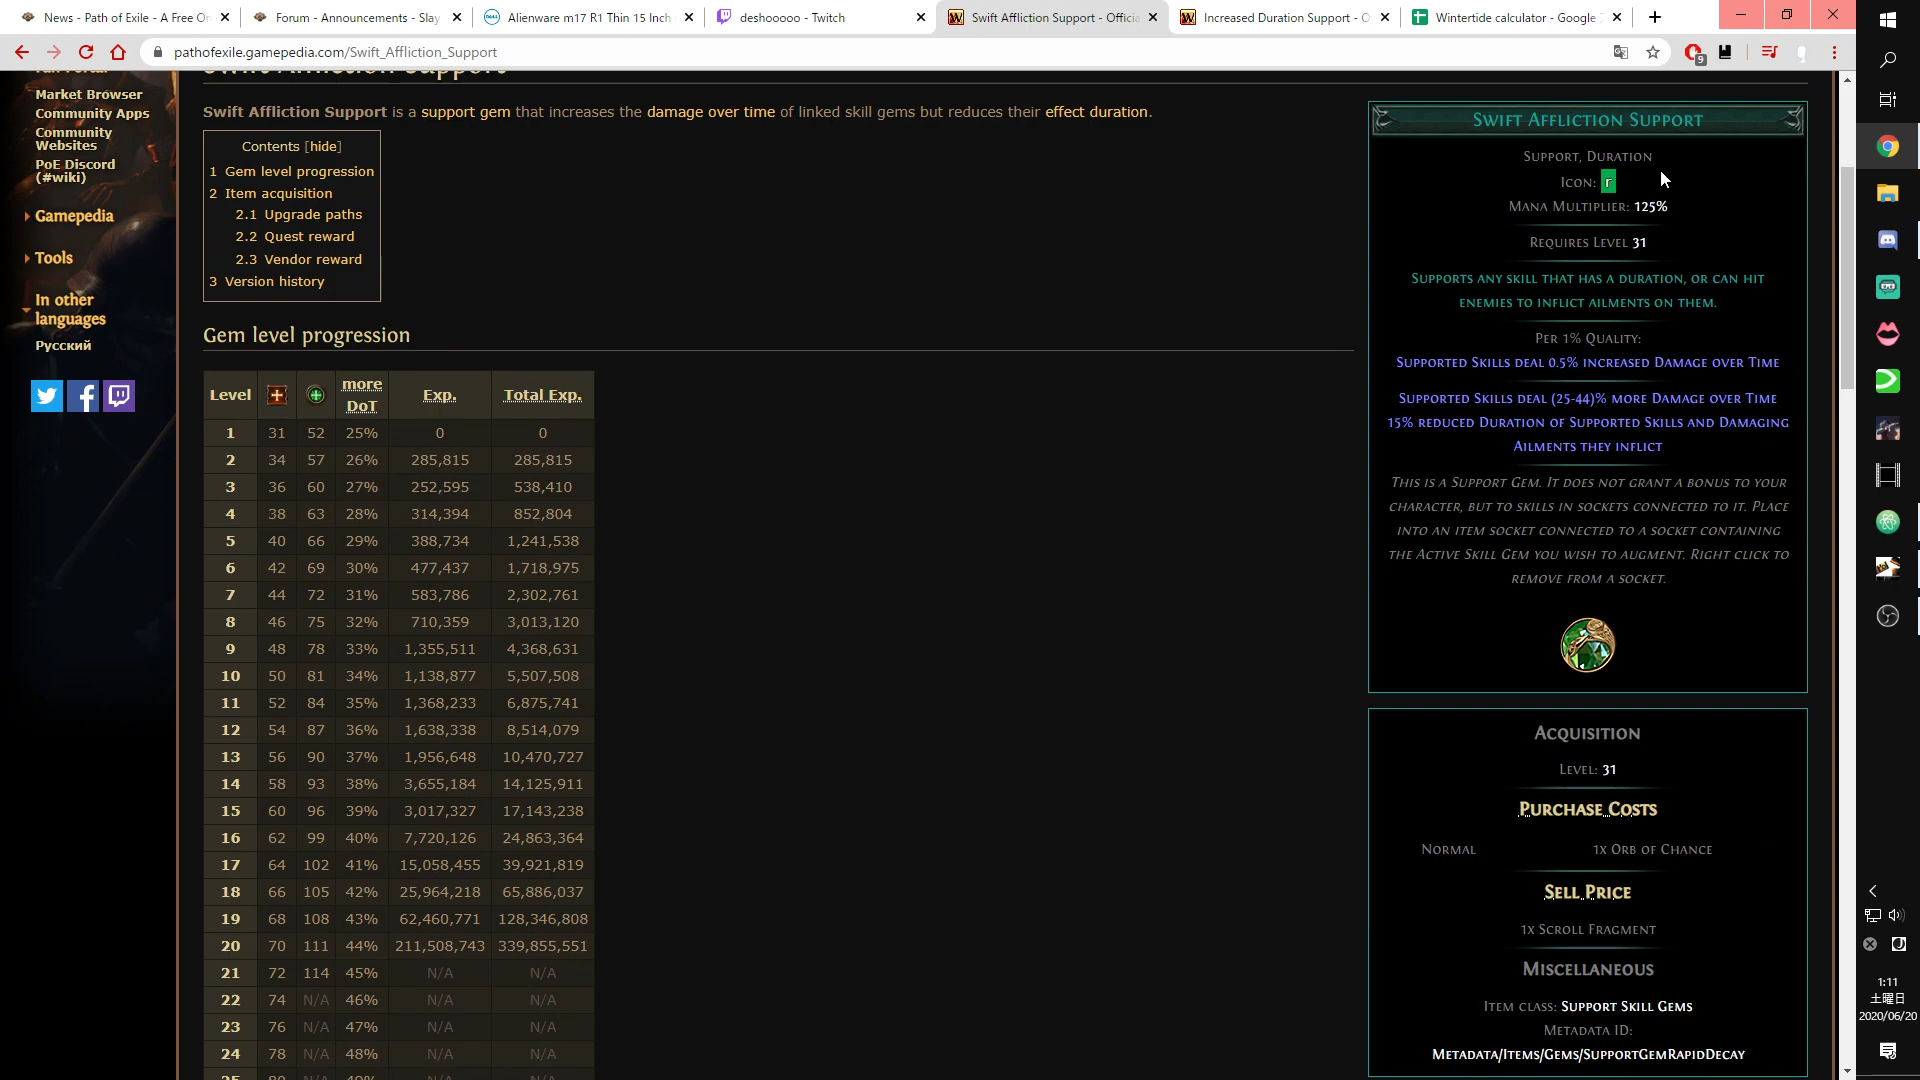 News - Path of Exile - A Free On
Forum - Announcements - Slay
Alienware m17 R1 Thin 15 Inch
deshooooo - Twitch
Swift Affliction Support - Officia
Increased Duration Support - O
Wintertide calculator - Google
pathofexile.gamepedia.com/Swift_Affliction_Support
9
Market Browser
Community Apps
Community
Websites
PoE Discord
(#wiki)
Gamepedia
Tools
In other
languages
Русский
Swift Affliction Support
Swift Affliction Support is a support gem that increases the damage over time of linked skill gems but reduces their effect duration.
Contents [hide]
1 Gem level progression
2 Item acquisition
2.1 Upgrade paths
2.2 Quest reward
2.3 Vendor reward
3 Version history
Gem level progression
Level more DoT Exp. Total Exp.
1 31 52 25% 0 0
2 34 57 26% 285,815 285,815
3 36 60 27% 252,595 538,410
4 38 63 28% 314,394 852,804
5 40 66 29% 388,734 1,241,538
6 42 69 30% 477,437 1,718,975
7 44 72 31% 583,786 2,302,761
8 46 75 32% 710,359 3,013,120
9 48 78 33% 1,355,511 4,368,631
10 50 81 34% 1,138,877 5,507,508
11 52 84 35% 1,368,233 6,875,741
12 54 87 36% 1,638,338 8,514,079
13 56 90 37% 1,956,648 10,470,727
14 58 93 38% 3,655,184 14,125,911
15 60 96 39% 3,017,327 17,143,238
16 62 99 40% 7,720,126 24,863,364
17 64 102 41% 15,058,455 39,921,819
18 66 105 42% 25,964,218 65,886,037
19 68 108 43% 62,460,771 128,346,808
20 70 111 44% 211,508,743 339,855,551
21 72 114 45% N/A N/A
22 74 N/A 46% N/A N/A
23 76 N/A 47% N/A N/A
24 78 N/A 48% N/A N/A
Swift Affliction Support
Support, Duration
Icon: r
Mana Multiplier: 125%
Requires Level 31
Supports any skill that has a duration, or can hit
enemies to inflict ailments on them.
Per 1% Quality:
Supported Skills deal 0.5% increased Damage over Time
Supported Skills deal (25-44)% more Damage over Time
15% reduced Duration of Supported Skills and Damaging
Ailments they inflict
This is a Support Gem. It does not grant a bonus to your
character, but to skills in sockets connected to it. Place
into an item socket connected to a socket containing
the Active Skill Gem you wish to augment. Right click to
remove from a socket.
Acquisition
Level: 31
Purchase Costs
Normal 1x Orb of Chance
Sell Price
1x Scroll Fragment
Miscellaneous
Item class: Support Skill Gems
Metadata ID:
Metadata/Items/Gems/SupportGemRapidDecay
1:11
土曜日
2020/06/20